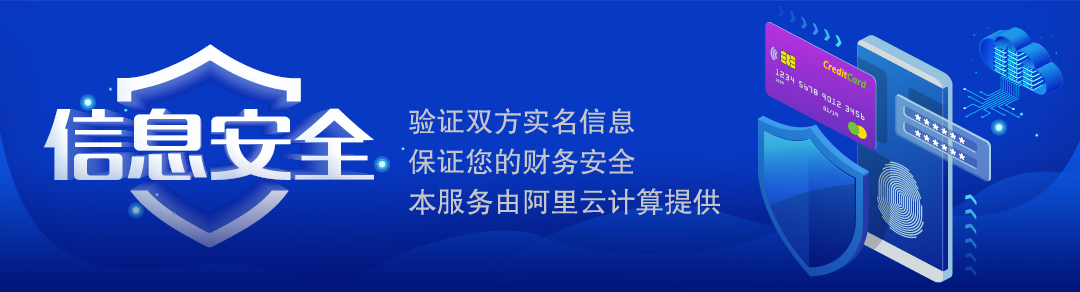 信息安全
验证双方实名信息
保证您的财务安全
本服务由阿里云计算提供
CreditCard
1234 5678 9012 3456
01/19
******
******